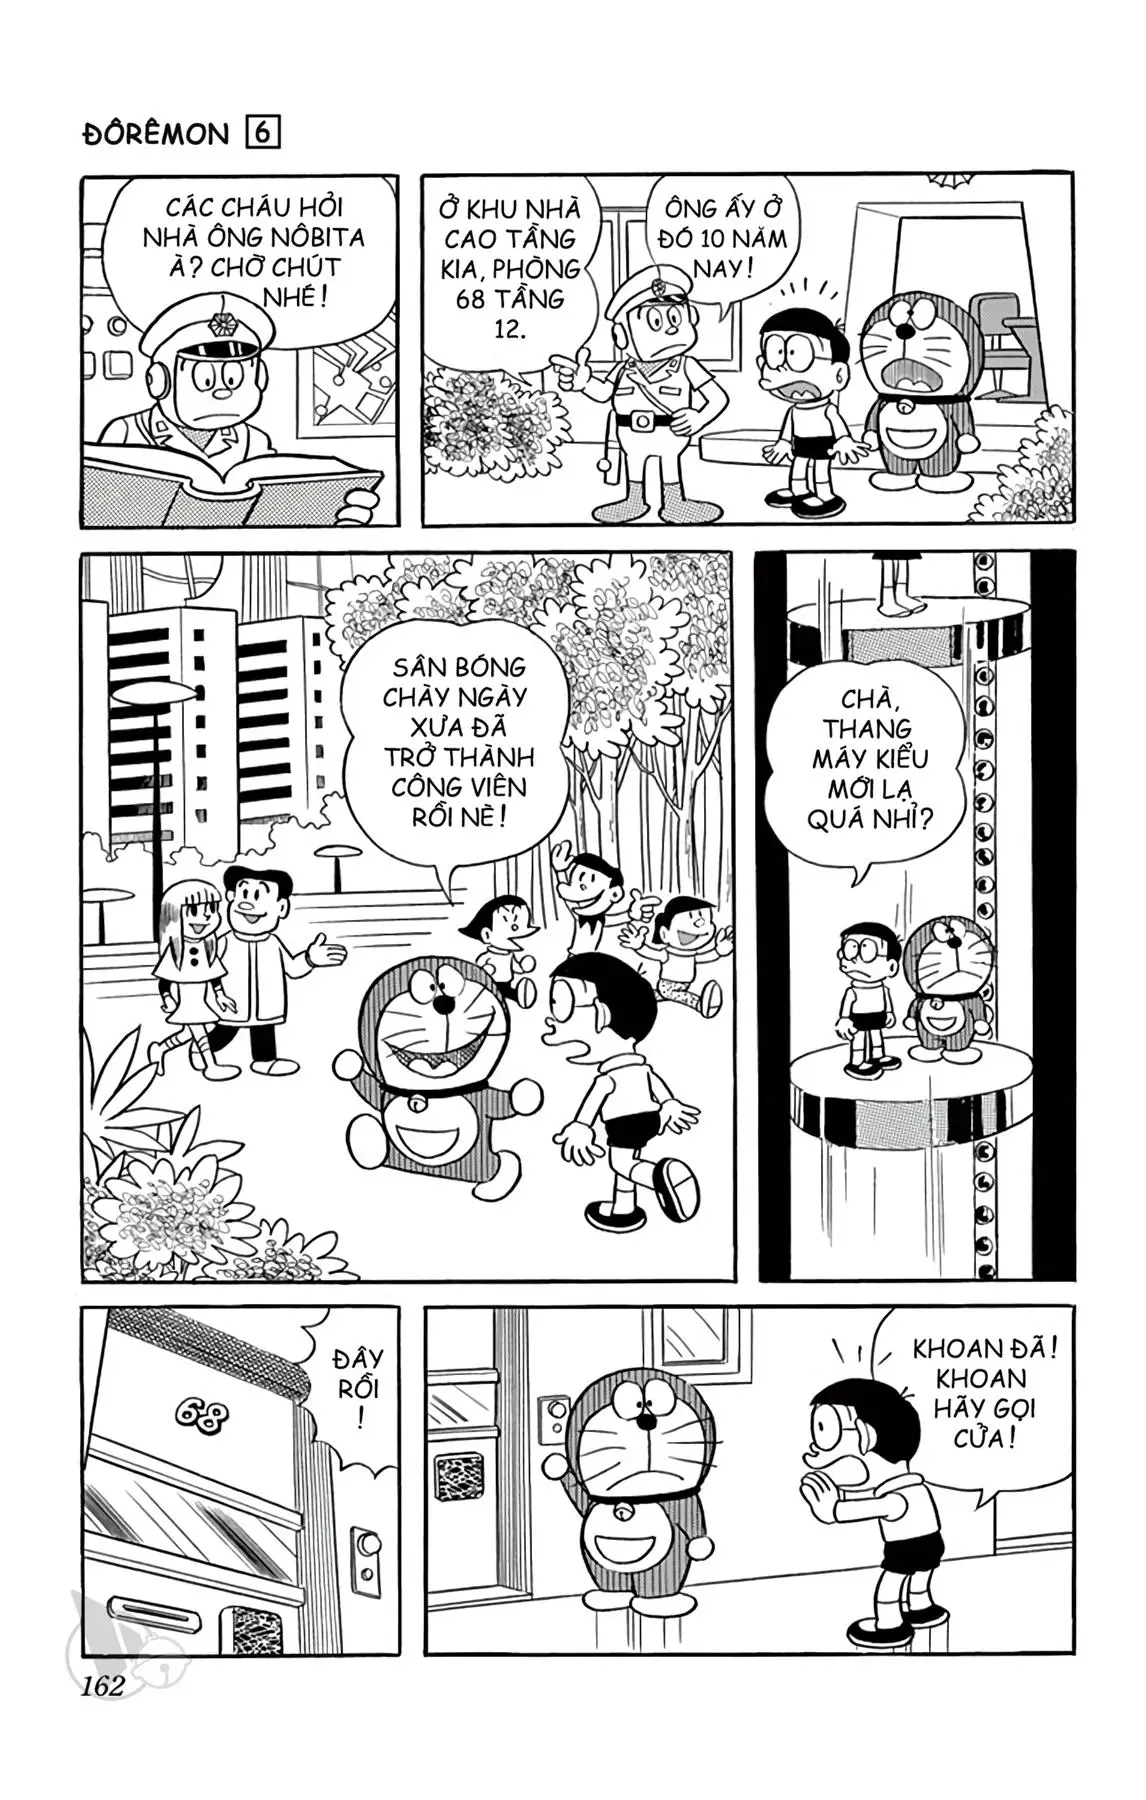 ĐÔRÊMON 6
CÁC CHÁU HỎI
NHÀ ÔNG NÔBITA
À? CHỜ CHÚT
NHÉ!
Ở KHU NHÀ
CAO TẦNG
KIA, PHÒNG
68 TẦNG
12.
ÔNG ẤY Ở
ĐÓ 10 NĂM
NAY!
SÂN BÓNG
CHÀY NGÀY
XƯA ĐÃ
TRỞ THÀNH
CÔNG VIÊN
RỒI NÈ!
CHÀ,
THANG
MÁY KIỂU
MỚI LẠ
QUÁ NHỈ?
68
ĐÂY
RỒI
!
KHOAN ĐÃ!
KHOAN
HÃY GỌI
CỬA!
162